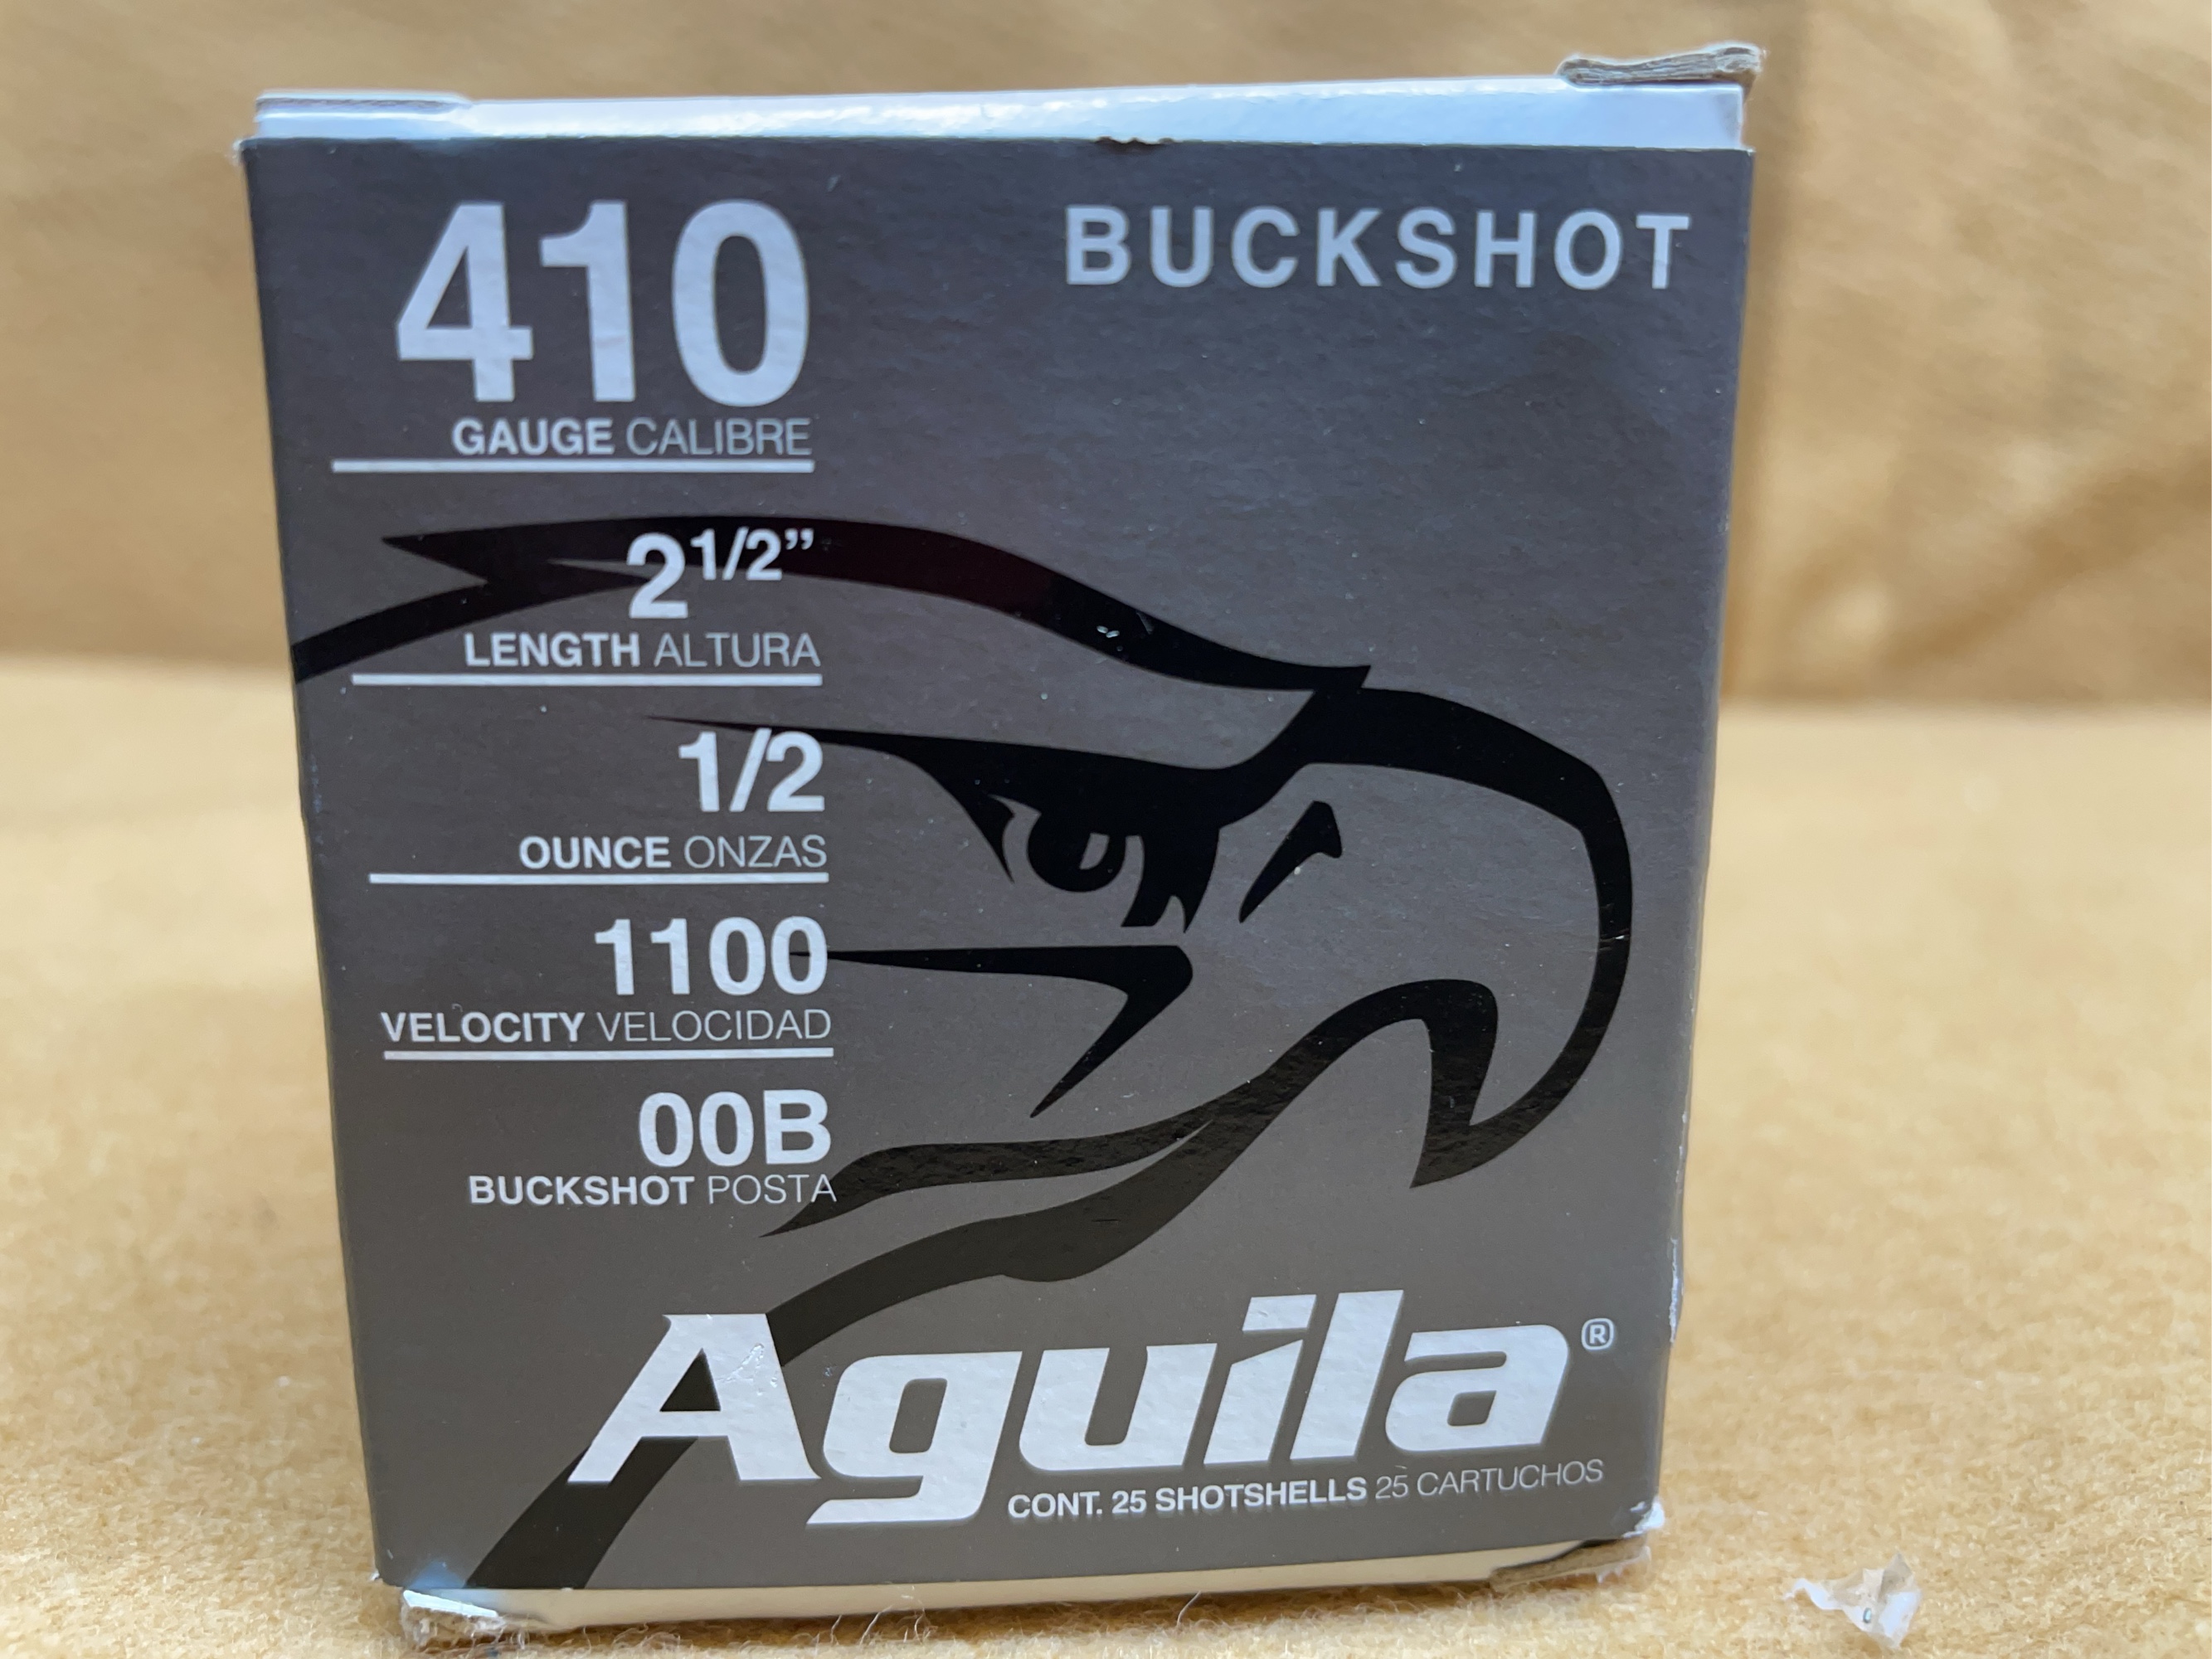 410
BUCKSHOT
GAUGE CALIBRE
2 1/2”
LENGTH ALTURA
1/2
OUNCE ONZAS
1100
VELOCITY VELOCIDAD
00B
BUCKSHOT POSTA
Aguila®
CONT. 25 SHOTSHELLS 25 CARTUCHOS